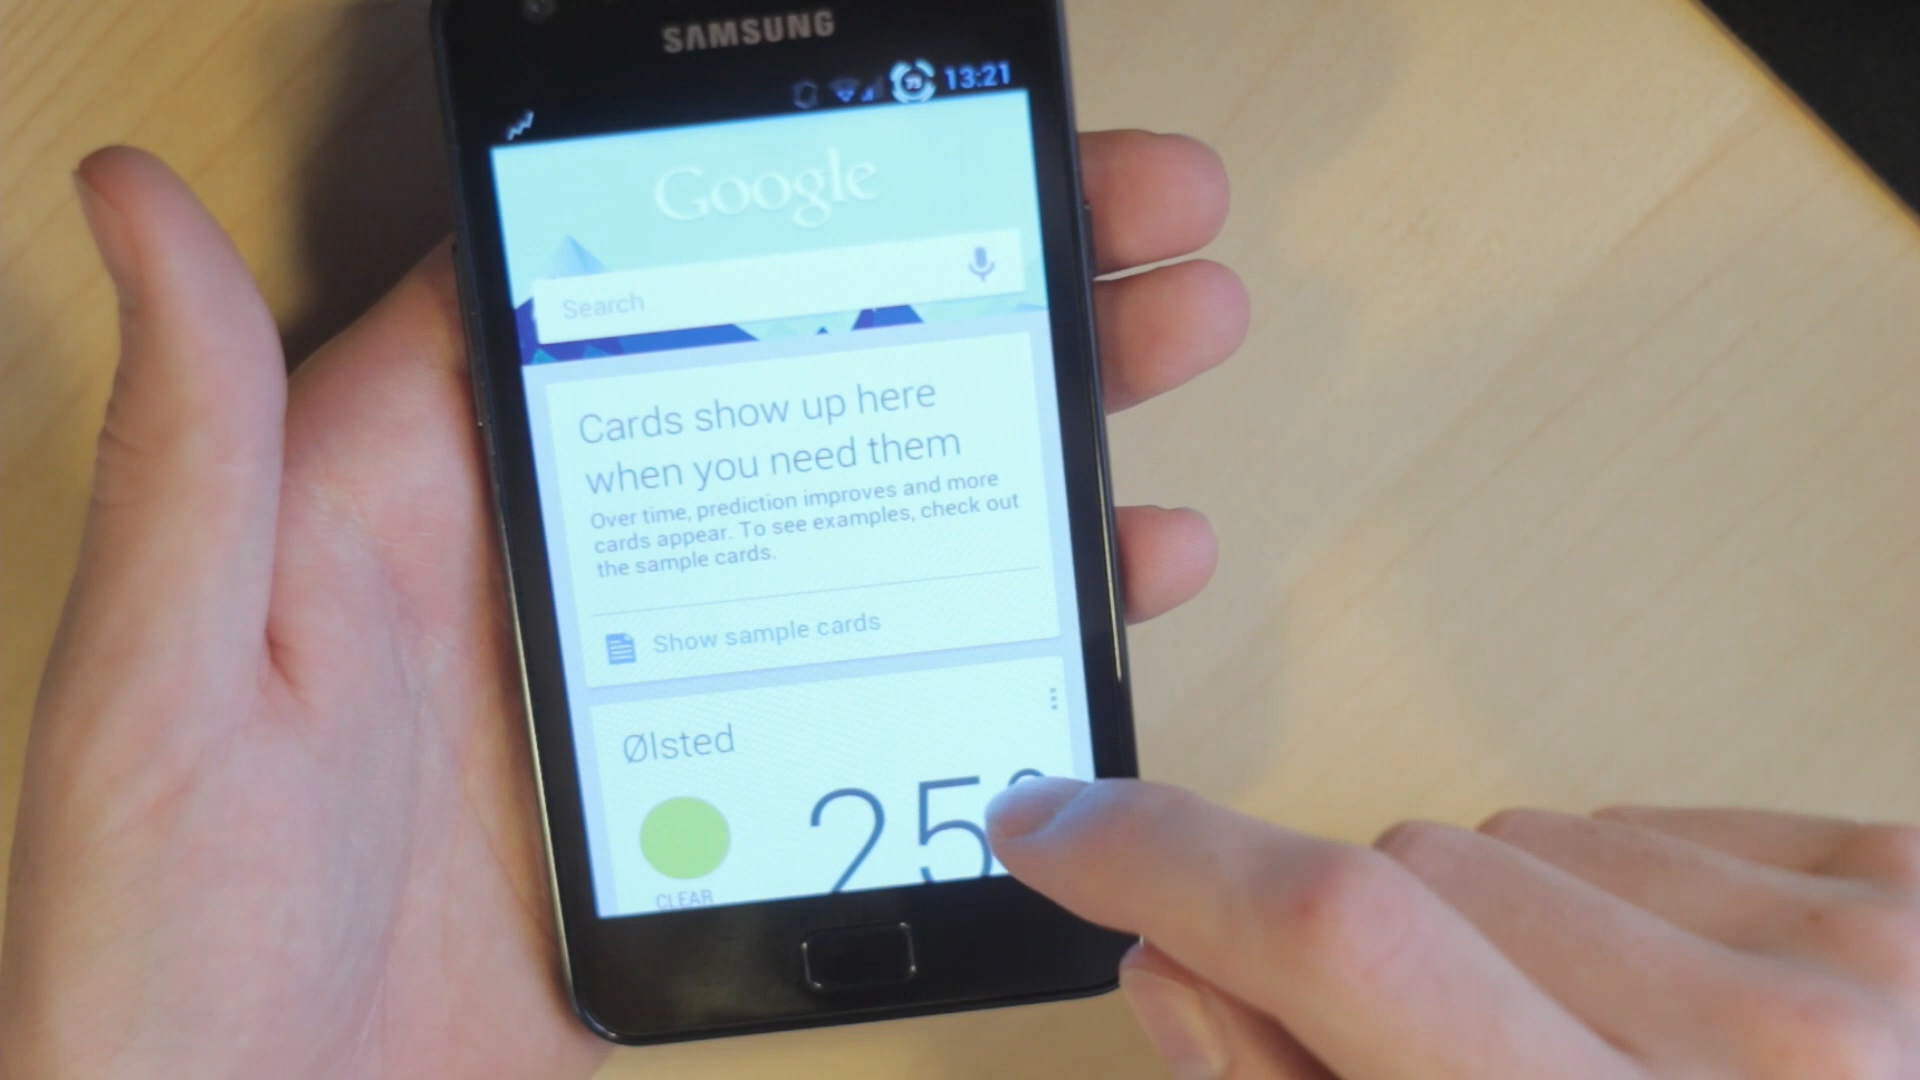 SAMSUNG
13:21
Google
Search
Cards show up here
when you need them
Over time, prediction improves and more
cards appear. To see examples, check out
the sample cards.
Show sample cards
Ølsted
25°
CLEAR